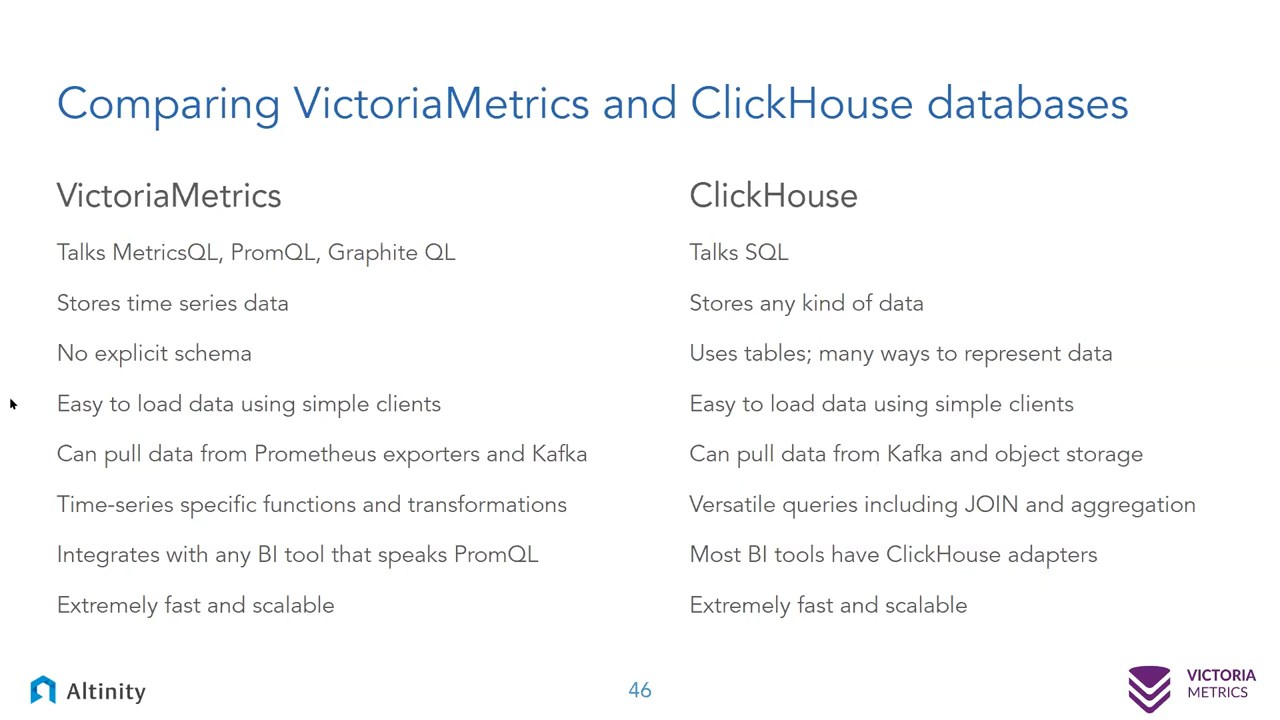 Comparing VictoriaMetrics and ClickHouse databases
VictoriaMetrics
Talks MetricsQL, PromQL, Graphite QL
Stores time series data
No explicit schema
Easy to load data using simple clients
Can pull data from Prometheus exporters and Kafka
Time-series specific functions and transformations
Integrates with any BI tool that speaks PromQL
Extremely fast and scalable
ClickHouse
Talks SQL
Stores any kind of data
Uses tables; many ways to represent data
Easy to load data using simple clients
Can pull data from Kafka and object storage
Versatile queries including JOIN and aggregation
Most BI tools have ClickHouse adapters
Extremely fast and scalable
Altinity
46
VICTORIA
METRICS